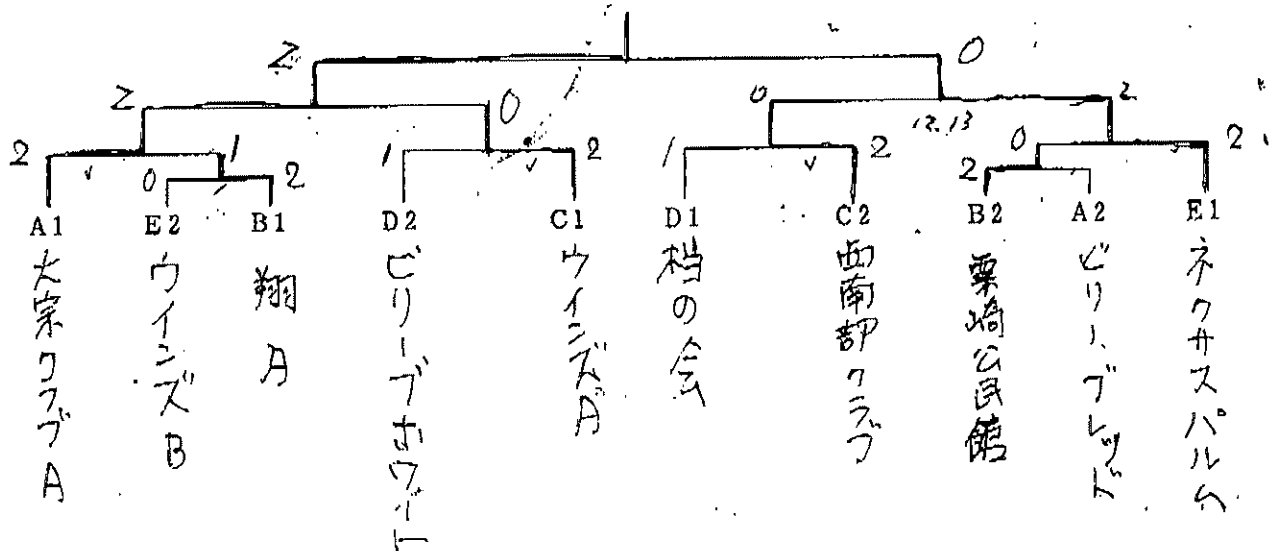 2 0
2 0 0 2
12.13
2 1 1 2 1 2 0 2
0 2 2
A1 E2 B1 D2 C1 D1 C2 B2 A2 E1
大宗クラブA
ウインズB
翔A
ビリーブホワイト
ウインズA
の会
西南部クラブ
粟崎公民館
ビリーブレッド
ネクサスパルム